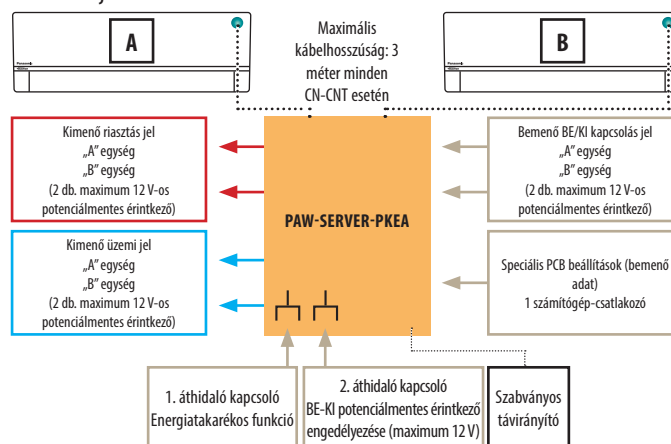 A
Maximális
kábelhosszúság: 3
méter minden
CN-CNT esetén
B
Panasonic
Panasonic
Kimenő riasztás jel
„A” egység
„B” egység
(2 db. maximum 12 V-os
potenciálmentes érintkező)
Kimenő üzemi jel
„A” egység
„B” egység
(2 db. maximum 12 V-os
potenciálmentes érintkező)
PAW-SERVER-PKEA
Bemenő BE/KI kapcsolás jel
„A” egység
„B” egység
(2 db. maximum 12 V-os
potenciálmentes érintkező)
Speciális PCB beállítások (bemenő
adat)
1 számítógép-csatlakozó
1. áthidaló kapcsoló
Energiatakarékos funkció
2. áthidaló kapcsoló
BE-KI potenciálmentes érintkező
engedélyezése (maximum 12 V)
Szabványos
távirányító